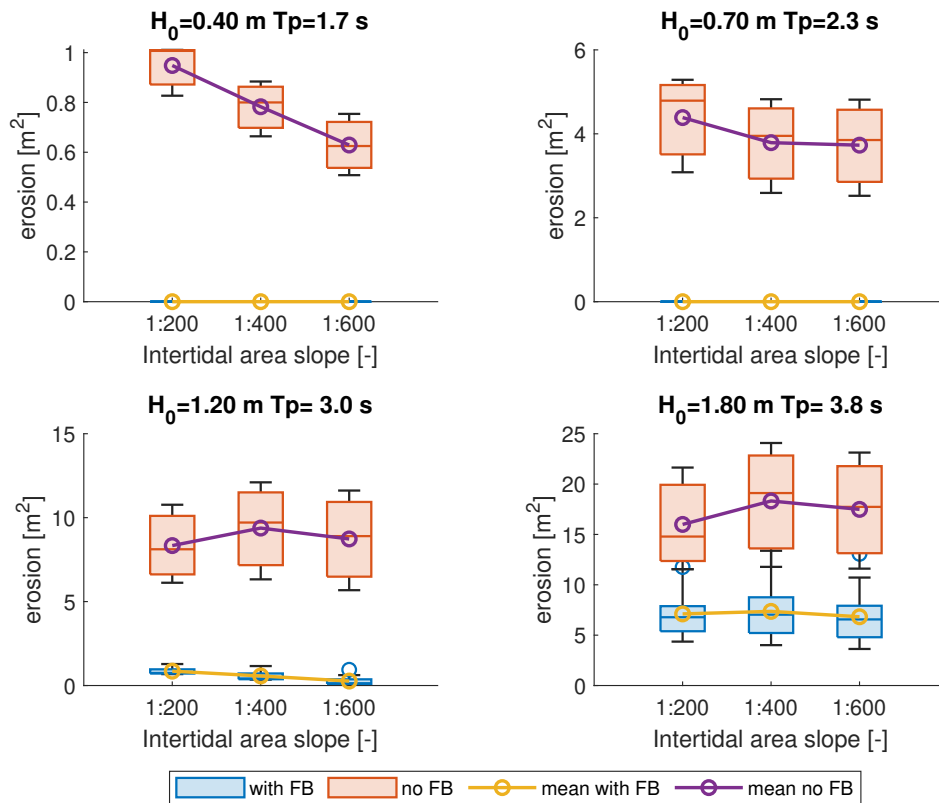 H0=0.40 m Tp=1.7 s
erosion [m2]
1
0.8
0.6
0.4
0.2
0
1:200 1:400 1:600
Intertidal area slope [-]
H0=0.70 m Tp=2.3 s
erosion [m2]
6
4
2
0
1:200 1:400 1:600
Intertidal area slope [-]
H0=1.20 m Tp= 3.0 s
erosion [m2]
15
10
5
0
1:200 1:400 1:600
Intertidal area slope [-]
H0=1.80 m Tp= 3.8 s
erosion [m2]
25
20
15
10
5
0
1:200 1:400 1:600
Intertidal area slope [-]
with FB no FB mean with FB mean no FB